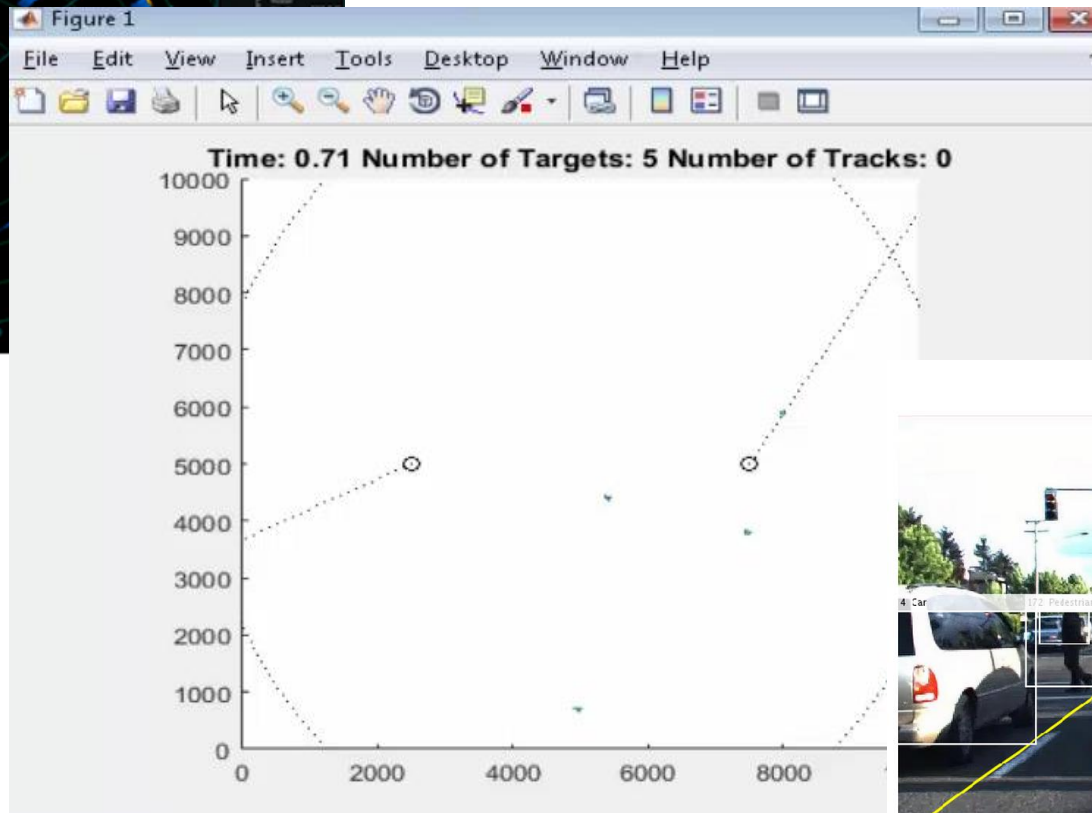 Figure 1
File Edit View Insert Tools Desktop Window Help
Time: 0.71 Number of Targets: 5 Number of Tracks: 0
10000
9000
8000
7000
6000
5000
4000
3000
2000
1000
0
0 2000 4000 6000 8000
4 Car
172 Pedestrian